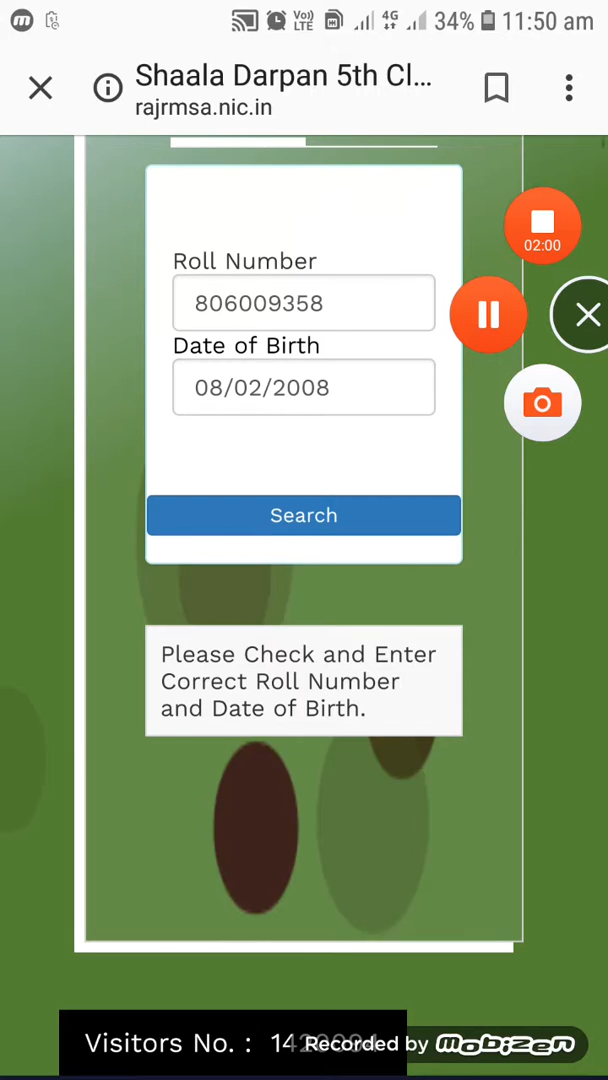 34% 11:50 am
Shaala Darpan 5th Cl...
rajrmsa.nic.in
02:00
Roll Number
806009358
Date of Birth
08/02/2008
Search
Please Check and Enter
Correct Roll Number
and Date of Birth.
Visitors No. :
Recorded by mobizen